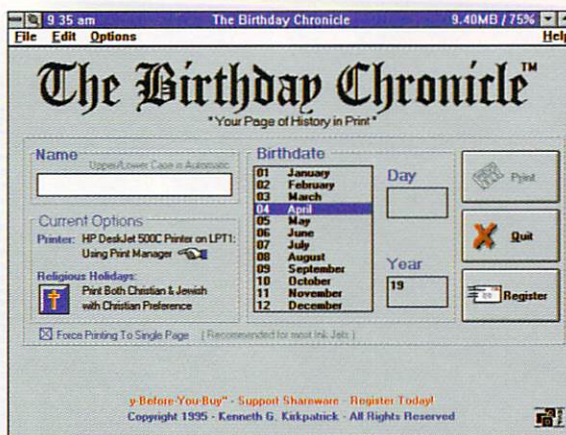 9 35 am The Birthday Chronicle 9.40MB / 75%
File Edit Options Help
The Birthday Chronicle™
"Your Page of History in Print"
Name
Upper/Lower Case is Automatic
Current Options
Printer: HP DeskJet 500C Printer on LPT1:
Using Print Manager
Religious Holidays:
Print Both Christian & Jewish
with Christian Preference
Birthdate
01 January
02 February
03 March
04 April
05 May
06 June
07 July
08 August
09 September
10 October
11 November
12 December
Day
Year
19
Print
Quit
Register
Force Printing To Single Page (Recommended for most Ink Jets)
y-Before-You-Buy" - Support Shareware - Register Today!
Copyright 1995 - Kenneth G. Kirkpatrick - All Rights Reserved